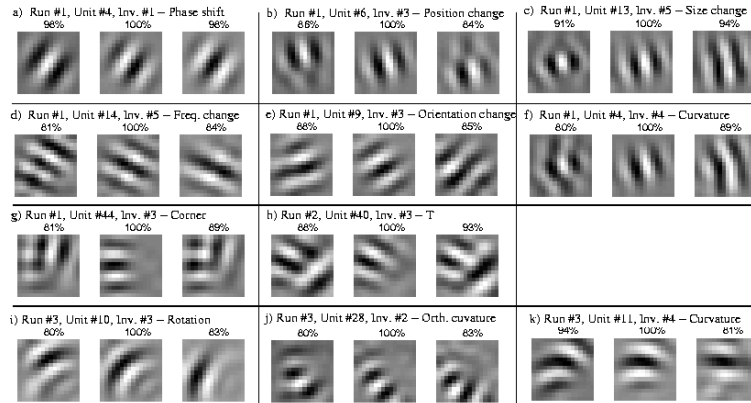 a) Run #1, Unit #4, Inv. #1 – Phase shift
98% 100% 98%
b) Run #1, Unit #6, Inv. #3 – Position change
86% 100% 84%
c) Run #1, Unit #13, Inv. #5 – Size change
91% 100% 94%
d) Run #1, Unit #14, Inv. #5 – Freq. change
81% 100% 84%
e) Run #1, Unit #9, Inv. #3 – Orientation change
88% 100% 85%
f) Run #1, Unit #4, Inv. #4 – Curvature
80% 100% 89%
g) Run #1, Unit #44, Inv. #3 – Corner
81% 100% 89%
h) Run #2, Unit #40, Inv. #3 – T
88% 100% 93%
i) Run #3, Unit #10, Inv. #3 – Rotation
80% 100% 83%
j) Run #3, Unit #28, Inv. #2 – Orth. cuvature
80% 100% 83%
k) Run #3, Unit #11, Inv. #4 – Curvature
94% 100% 81%